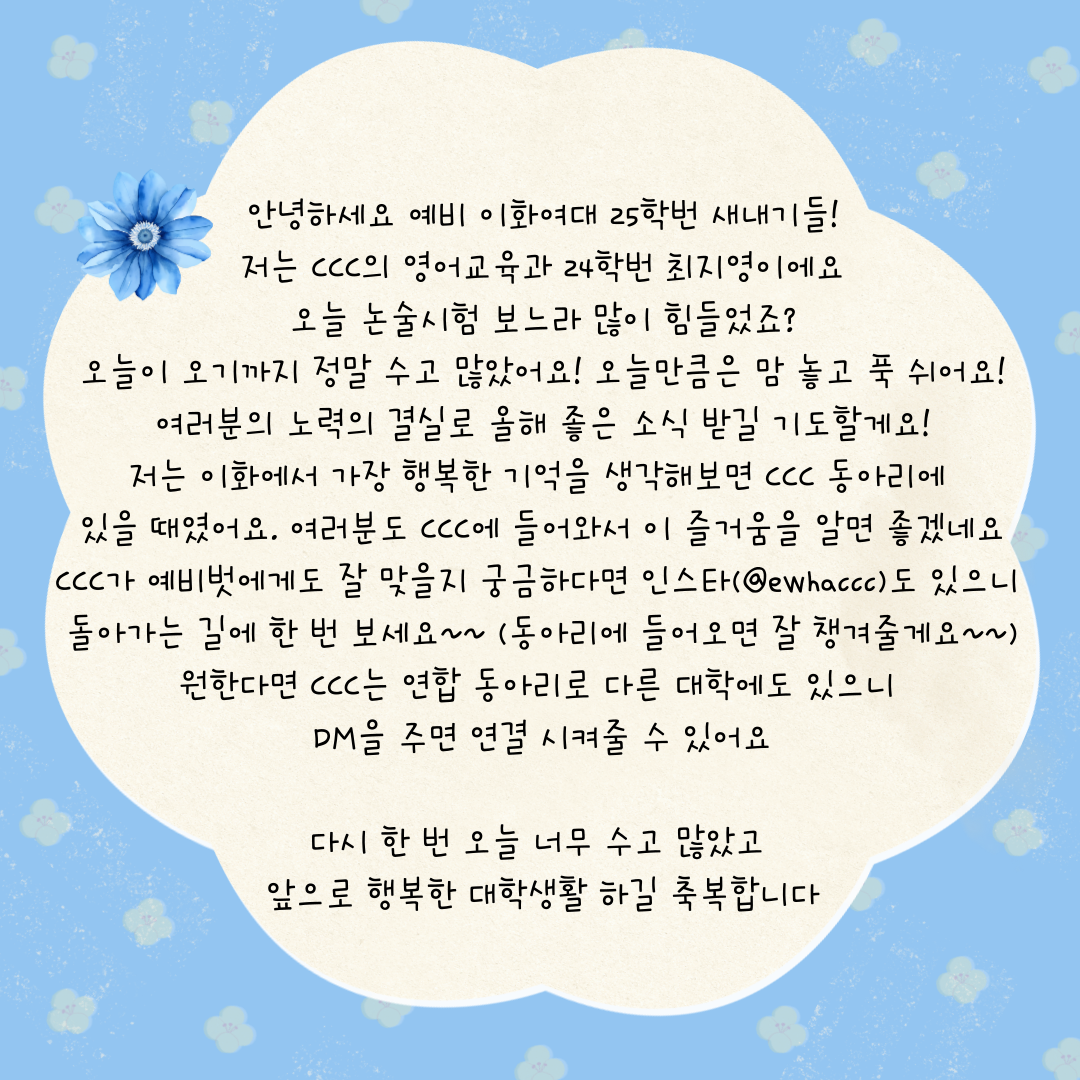 안녕하세요 예비 이화여대 25학번 새내기들!
저는 CCC의 영어교육과 24학번 최지영이에요
오늘 논술시험 보느라 많이 힘들었죠?
오늘이 오기까지 정말 수고 많았어요! 오늘만큼은 맘 놓고 푹 쉬어요!
여러분의 노력의 결실로 올해 좋은 소식 받길 기도할게요!
저는 이화에서 가장 행복한 기억을 생각해보면 CCC 동아리에
있을 때였어요. 여러분도 CCC에 들어와서 이 즐거움을 알면 좋겠네요
CCC가 예비벗에게도 잘 맞을지 궁금하다면 인스타(@ewhaccc)도 있으니
돌아가는 길에 한 번 보세요~~ (동아리에 들어오면 잘 챙겨줄게요~~)
원한다면 CCC는 연합 동아리로 다른 대학에도 있으니
DM을 주면 연결 시켜줄 수 있어요
다시 한 번 오늘 너무 수고 많았고
앞으로 행복한 대학생활 하길 축복합니다